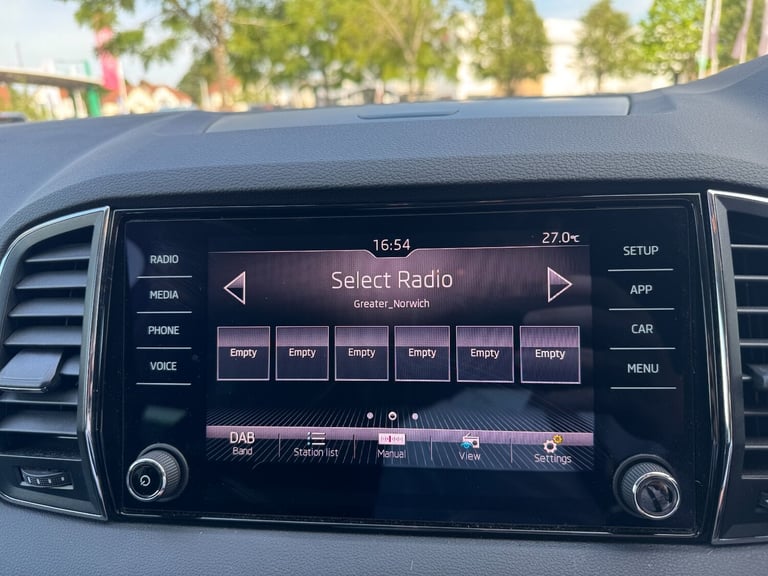 16:54
27.0°C
RADIO
MEDIA
PHONE
VOICE
Select Radio
Greater_Norwich
Empty Empty Empty Empty Empty Empty
DAB
Band
Station list
Manual
View
Settings
SETUP
APP
CAR
MENU